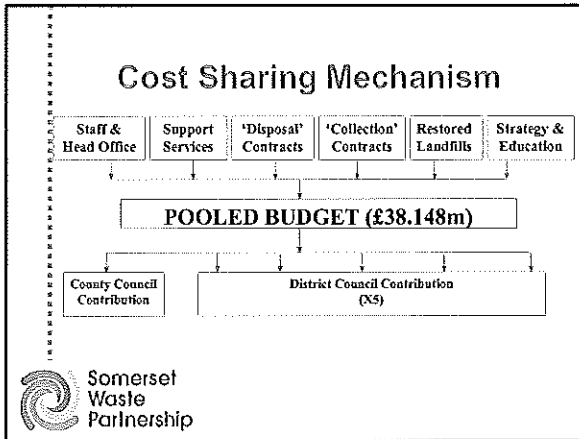 Cost Sharing Mechanism
Staff &
Head Office
Support
Services
'Disposal'
Contracts
'Collection'
Contracts
Restored
Landfills
Strategy &
Education
POOLED BUDGET (£38.148m)
County Council
Contribution
District Council Contribution
(X5)
Somerset
Waste
Partnership